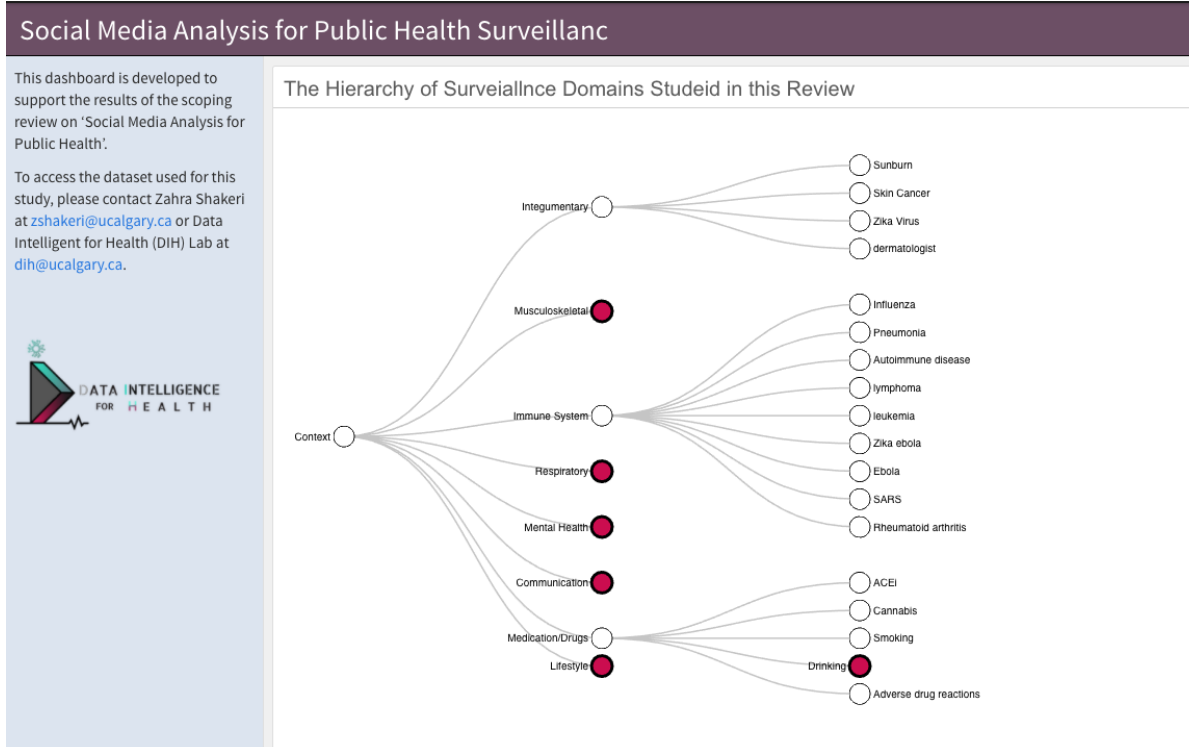 Social Media Analysis for Public Health Surveillanc
This dashboard is developed to
support the results of the scoping
review on ‘Social Media Analysis for
Public Health’.
To access the dataset used for this
study, please contact Zahra Shakeri
at zshakeri@ucalgary.ca or Data
Intelligent for Health (DIH) Lab at
dih@ucalgary.ca.
DATA INTELLIGENCE
FOR HEALTH
The Hierarchy of Surveiallnce Domains Studeid in this Review
Context
Integumentary
Musculoskeletal
Immune System
Respiratory
Mental Health
Communication
Medication/Drugs
Lifestyle
Sunburn
Skin Cancer
Zika Virus
dermatologist
Influenza
Pneumonia
Autoimmune disease
lymphoma
leukemia
Zika ebola
Ebola
SARS
Rheumatoid arthritis
ACEi
Cannabis
Smoking
Drinking
Adverse drug reactions